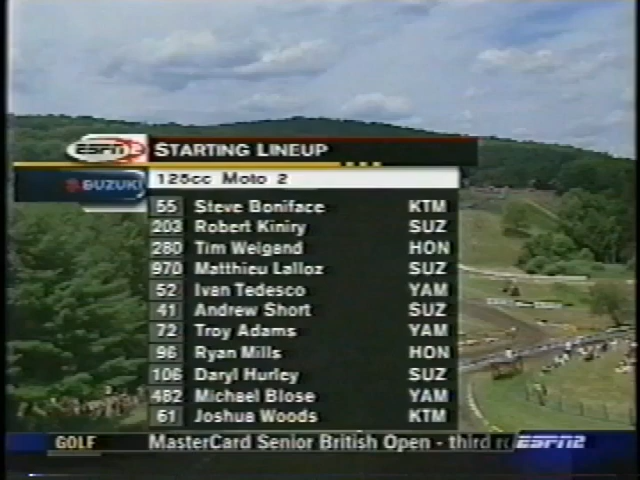 ESPN2 STARTING LINEUP
SUZUKI 125cc Moto 2
55 Steve Boniface KTM
203 Robert Kiniry SUZ
280 Tim Weigand HON
970 Matthieu Lalloz SUZ
52 Ivan Tedesco YAM
41 Andrew Short SUZ
72 Troy Adams YAM
96 Ryan Mills HON
106 Daryl Hurley SUZ
482 Michael Blose YAM
61 Joshua Woods KTM
GOLF MasterCard Senior British Open - third ESPN2